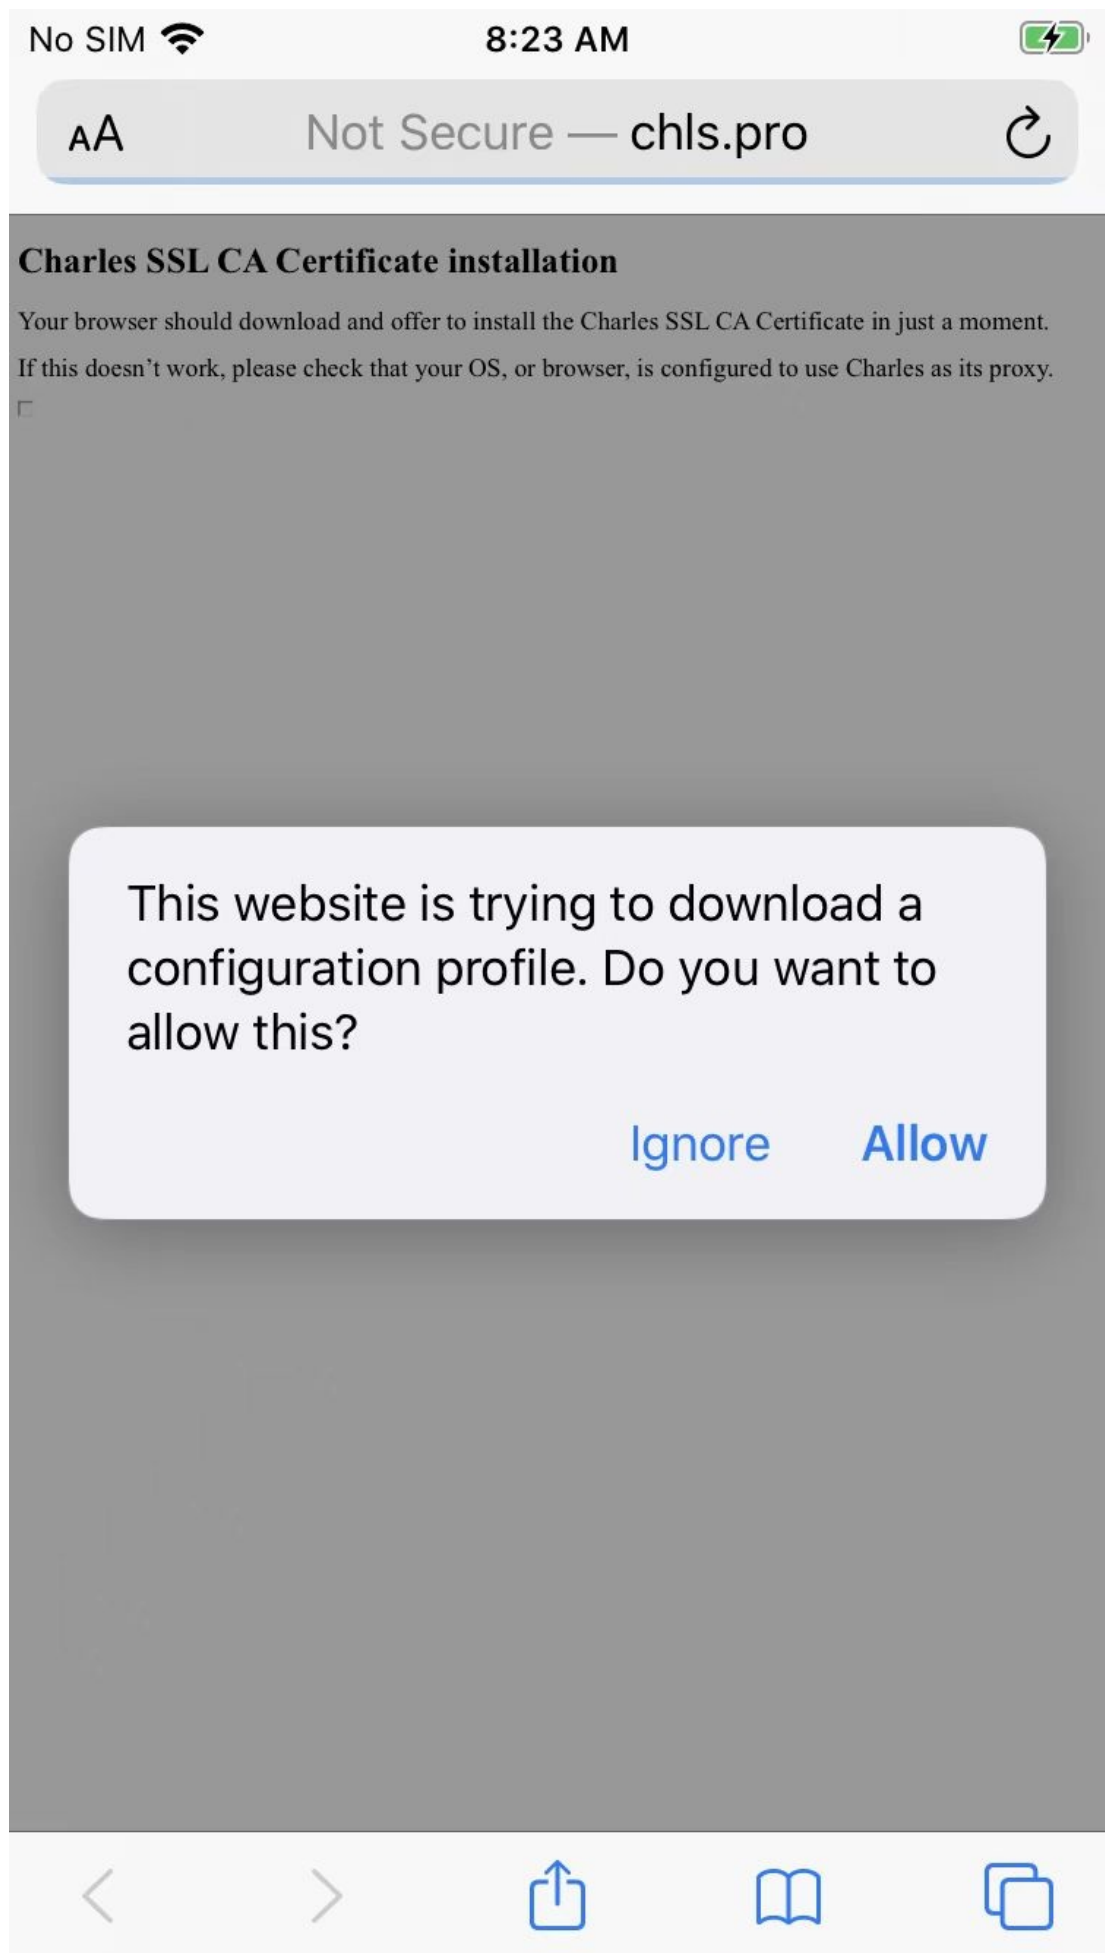 No SIM 8:23 AM
AA Not Secure — chls.pro
Charles SSL CA Certificate installation
Your browser should download and offer to install the Charles SSL CA Certificate in just a moment.
If this doesn’t work, please check that your OS, or browser, is configured to use Charles as its proxy.
This website is trying to download a
configuration profile. Do you want to
allow this?
Ignore Allow